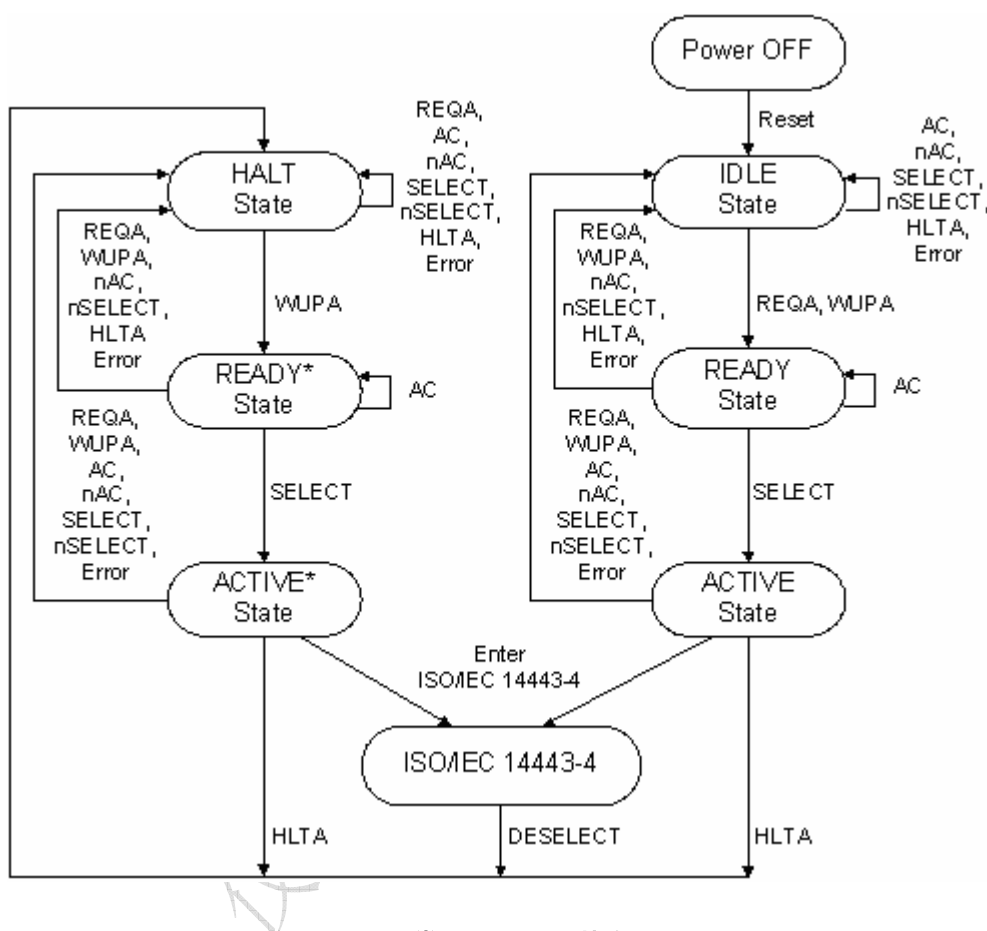 Power OFF
Reset
REQA,
AC,
nAC,
SELECT,
nSELECT,
HLTA,
Error
HALT
State
AC,
nAC,
SELECT,
nSELECT,
HLTA,
Error
IDLE
State
REQA,
WUPA,
nAC,
nSELECT,
HLTA
Error
WUPA
REQA,
WUPA,
nAC,
nSELECT,
HLTA,
Error
REQA, WUPA
READY*
State
AC
READY
State
AC
REQA,
WUPA,
AC,
nAC,
SELECT,
nSELECT,
Error
SELECT
REQA,
WUPA,
AC,
nAC,
SELECT,
nSELECT,
Error
SELECT
ACTIVE*
State
ACTIVE
State
Enter
ISO/IEC 14443-4
ISO/IEC 14443-4
HLTA
DESELECT
HLTA